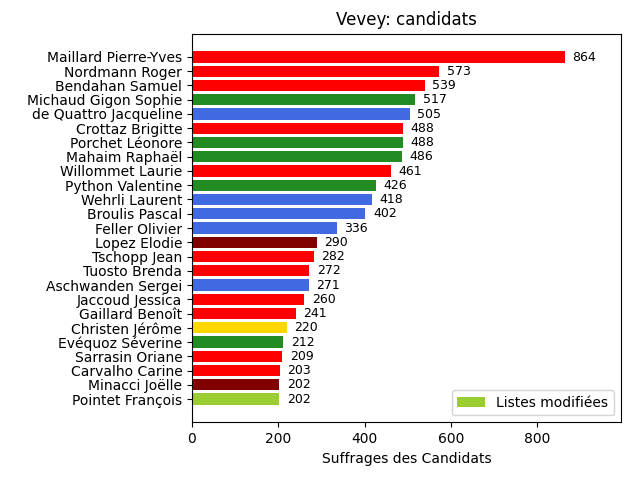 Vevey: candidats
Maillard Pierre-Yves 864
Nordmann Roger 573
Bendahan Samuel 539
Michaud Gigon Sophie 517
de Quattro Jacqueline 505
Crottaz Brigitte 488
Porchet Léonore 488
Mahaim Raphaël 486
Willommet Laurie 461
Python Valentine 426
Wehrli Laurent 418
Broulis Pascal 402
Feller Olivier 336
Lopez Elodie 290
Tschopp Jean 282
Tuosto Brenda 272
Aschwanden Sergei 271
Jaccoud Jessica 260
Gaillard Benoît 241
Christen Jérôme 220
Evéquoz Séverine 212
Sarrasin Oriane 209
Carvalho Carine 203
Minacci Joëlle 202
Pointet François 202
Listes modifiées
0 200 400 600 800
Suffrages des Candidats